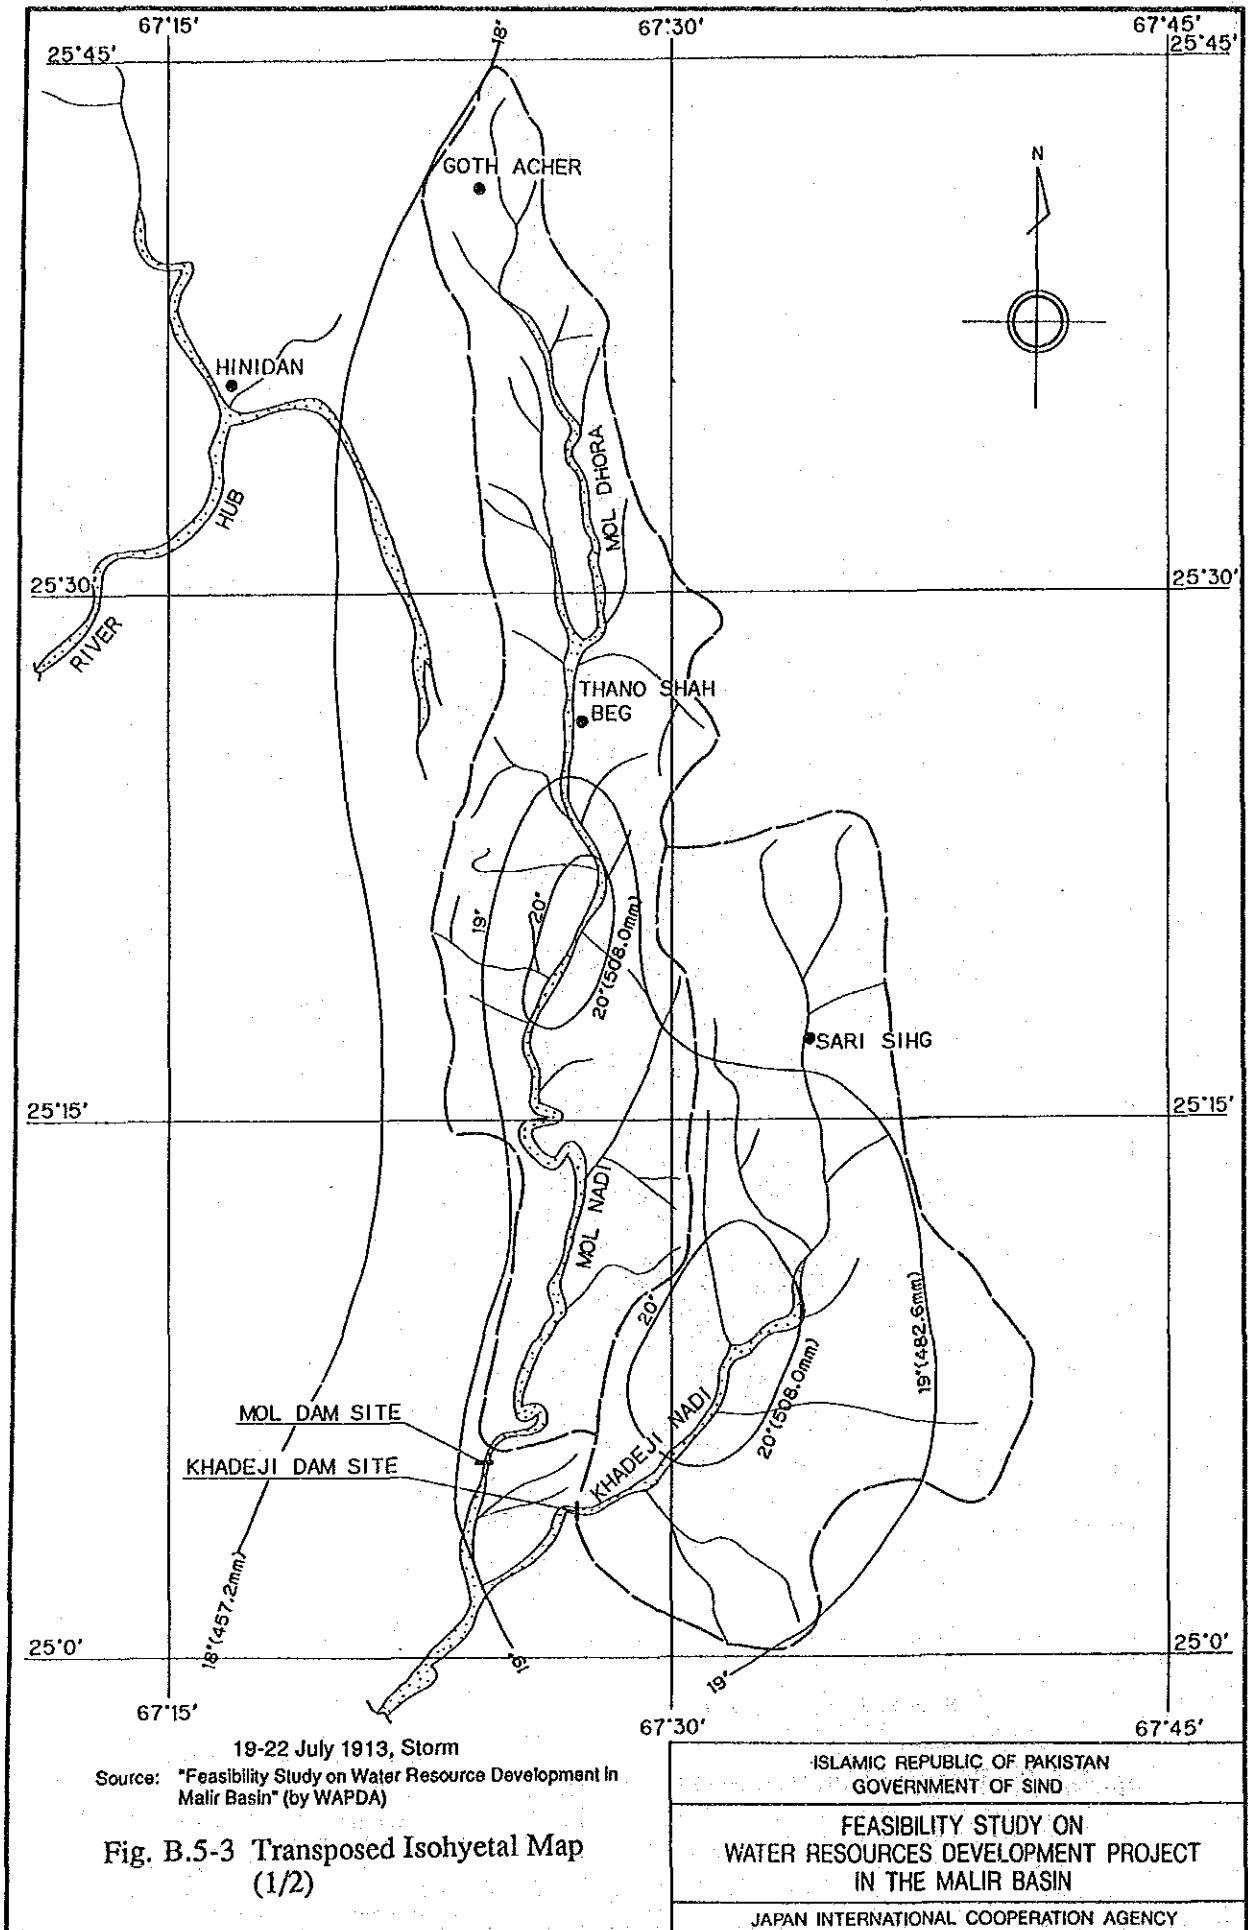 67°15'
18"
67°30'
67°45'
25°45'
25°45'
GOTH ACHER
N
HINIDAN
MOL DHORA
HUB
RIVER
25°30'
25°30'
THANO SHAH
BEG
19"
20"
20"(508.0mm)
SARI SIHG
25°15'
25°15'
MOL NADI
20"
19"(482.6mm)
20"(508.0mm)
KHADEJI NADI
MOL DAM SITE
KHADEJI DAM SITE
18"(457.2mm)
25°0'
25°0'
19"
19"
67°15'
67°30'
67°45'
19-22 July 1913, Storm
Source: "Feasibility Study on Water Resource Development in
Malir Basin" (by WAPDA)
Fig. B.5-3 Transposed Isohyetal Map
(1/2)
ISLAMIC REPUBLIC OF PAKISTAN
GOVERNMENT OF SIND
FEASIBILITY STUDY ON
WATER RESOURCES DEVELOPMENT PROJECT
IN THE MALIR BASIN
JAPAN INTERNATIONAL COOPERATION AGENCY